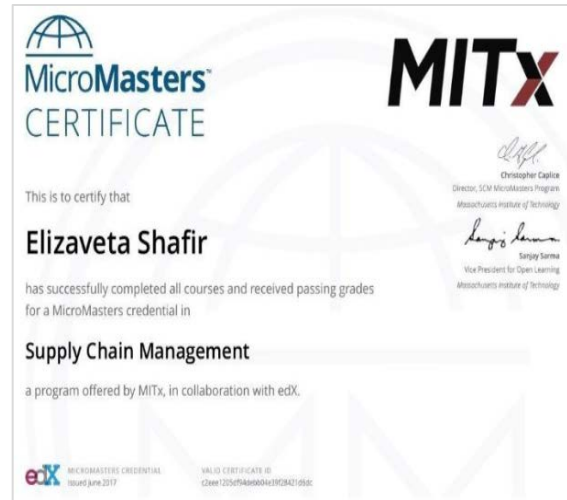 MicroMasters™
CERTIFICATE
MITx
Christopher Caplice
Director, SCM MicroMasters Program
Massachusetts Institute of Technology
This is to certify that
Elizaveta Shafir
Sanjay Sarma
Vice President for Open Learning
Massachusetts Institute of Technology
has successfully completed all courses and received passing grades
for a MicroMasters credential in
Supply Chain Management
a program offered by MITx, in collaboration with edX.
edX
MICROMASTERS CREDENTIAL
Issued June 2017
VALID CERTIFICATE ID